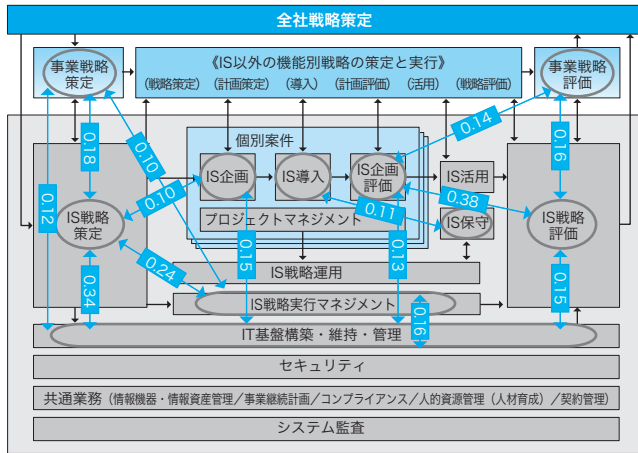 全社戦略策定
事業戦略
策定
《IS以外の機能別戦略の策定と実行》
(戦略策定) (計画策定) (導入) (計画評価) (活用) (戦略評価)
事業戦略
評価
0.14
0.18
0.10
0.16
0.12
個別案件
IS企画
IS導入
IS企画
評価
IS活用
0.10
0.11
0.38
プロジェクトマネジメント
IS保守
IS戦略
策定
IS戦略
評価
0.24
0.15
0.13
IS戦略運用
0.34
IS戦略実行マネジメント
0.16
0.15
IT基盤構築・維持・管理
セキュリティ
共通業務(情報機器・情報資産管理/事業継続計画/コンプライアンス/人的資源管理(人材育成)/契約管理)
システム監査